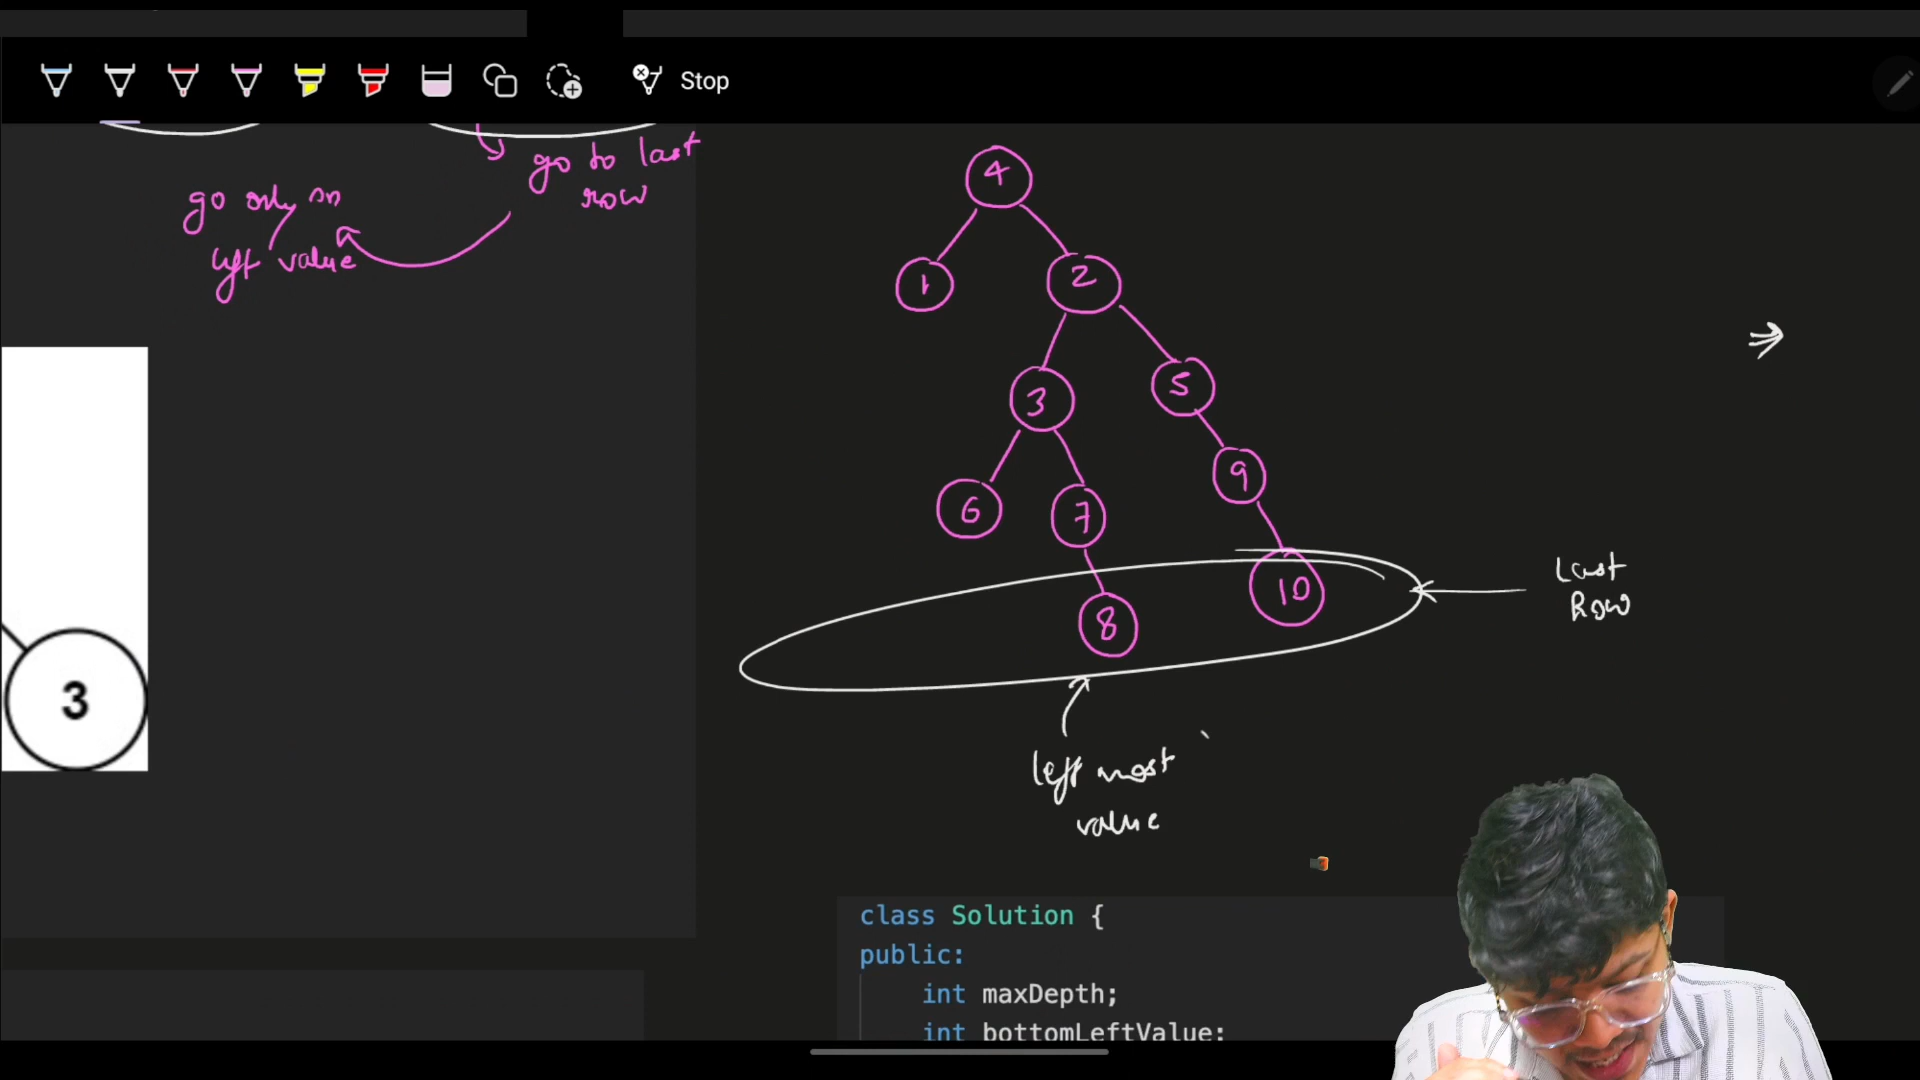 Stop
go to last
row
go only on
left value
4
1
2
3
5
6
7
9
8
10
Last
Row
left most
value
3
class Solution {
public:
int maxDepth;
int bottomLeftValue;